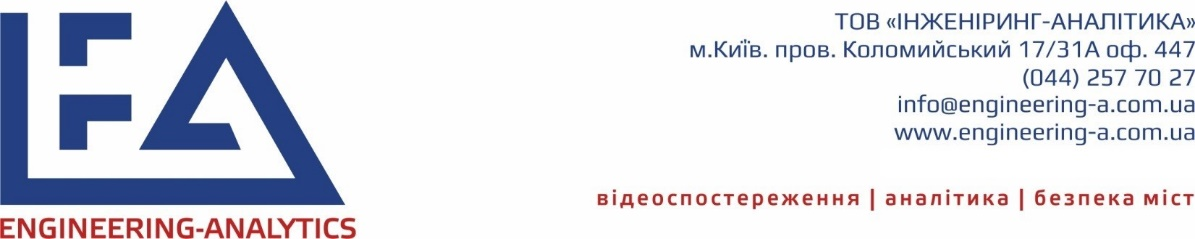 ENGINEERING-ANALYTICS
ТОВ «ІНЖЕНІРИНГ-АНАЛІТИКА»
м.Київ. пров. Коломийський 17/31А оф. 447
(044) 257 70 27
info@engineering-a.com.ua
www.engineering-a.com.ua
відеоспостереження | аналітика | безпека міст